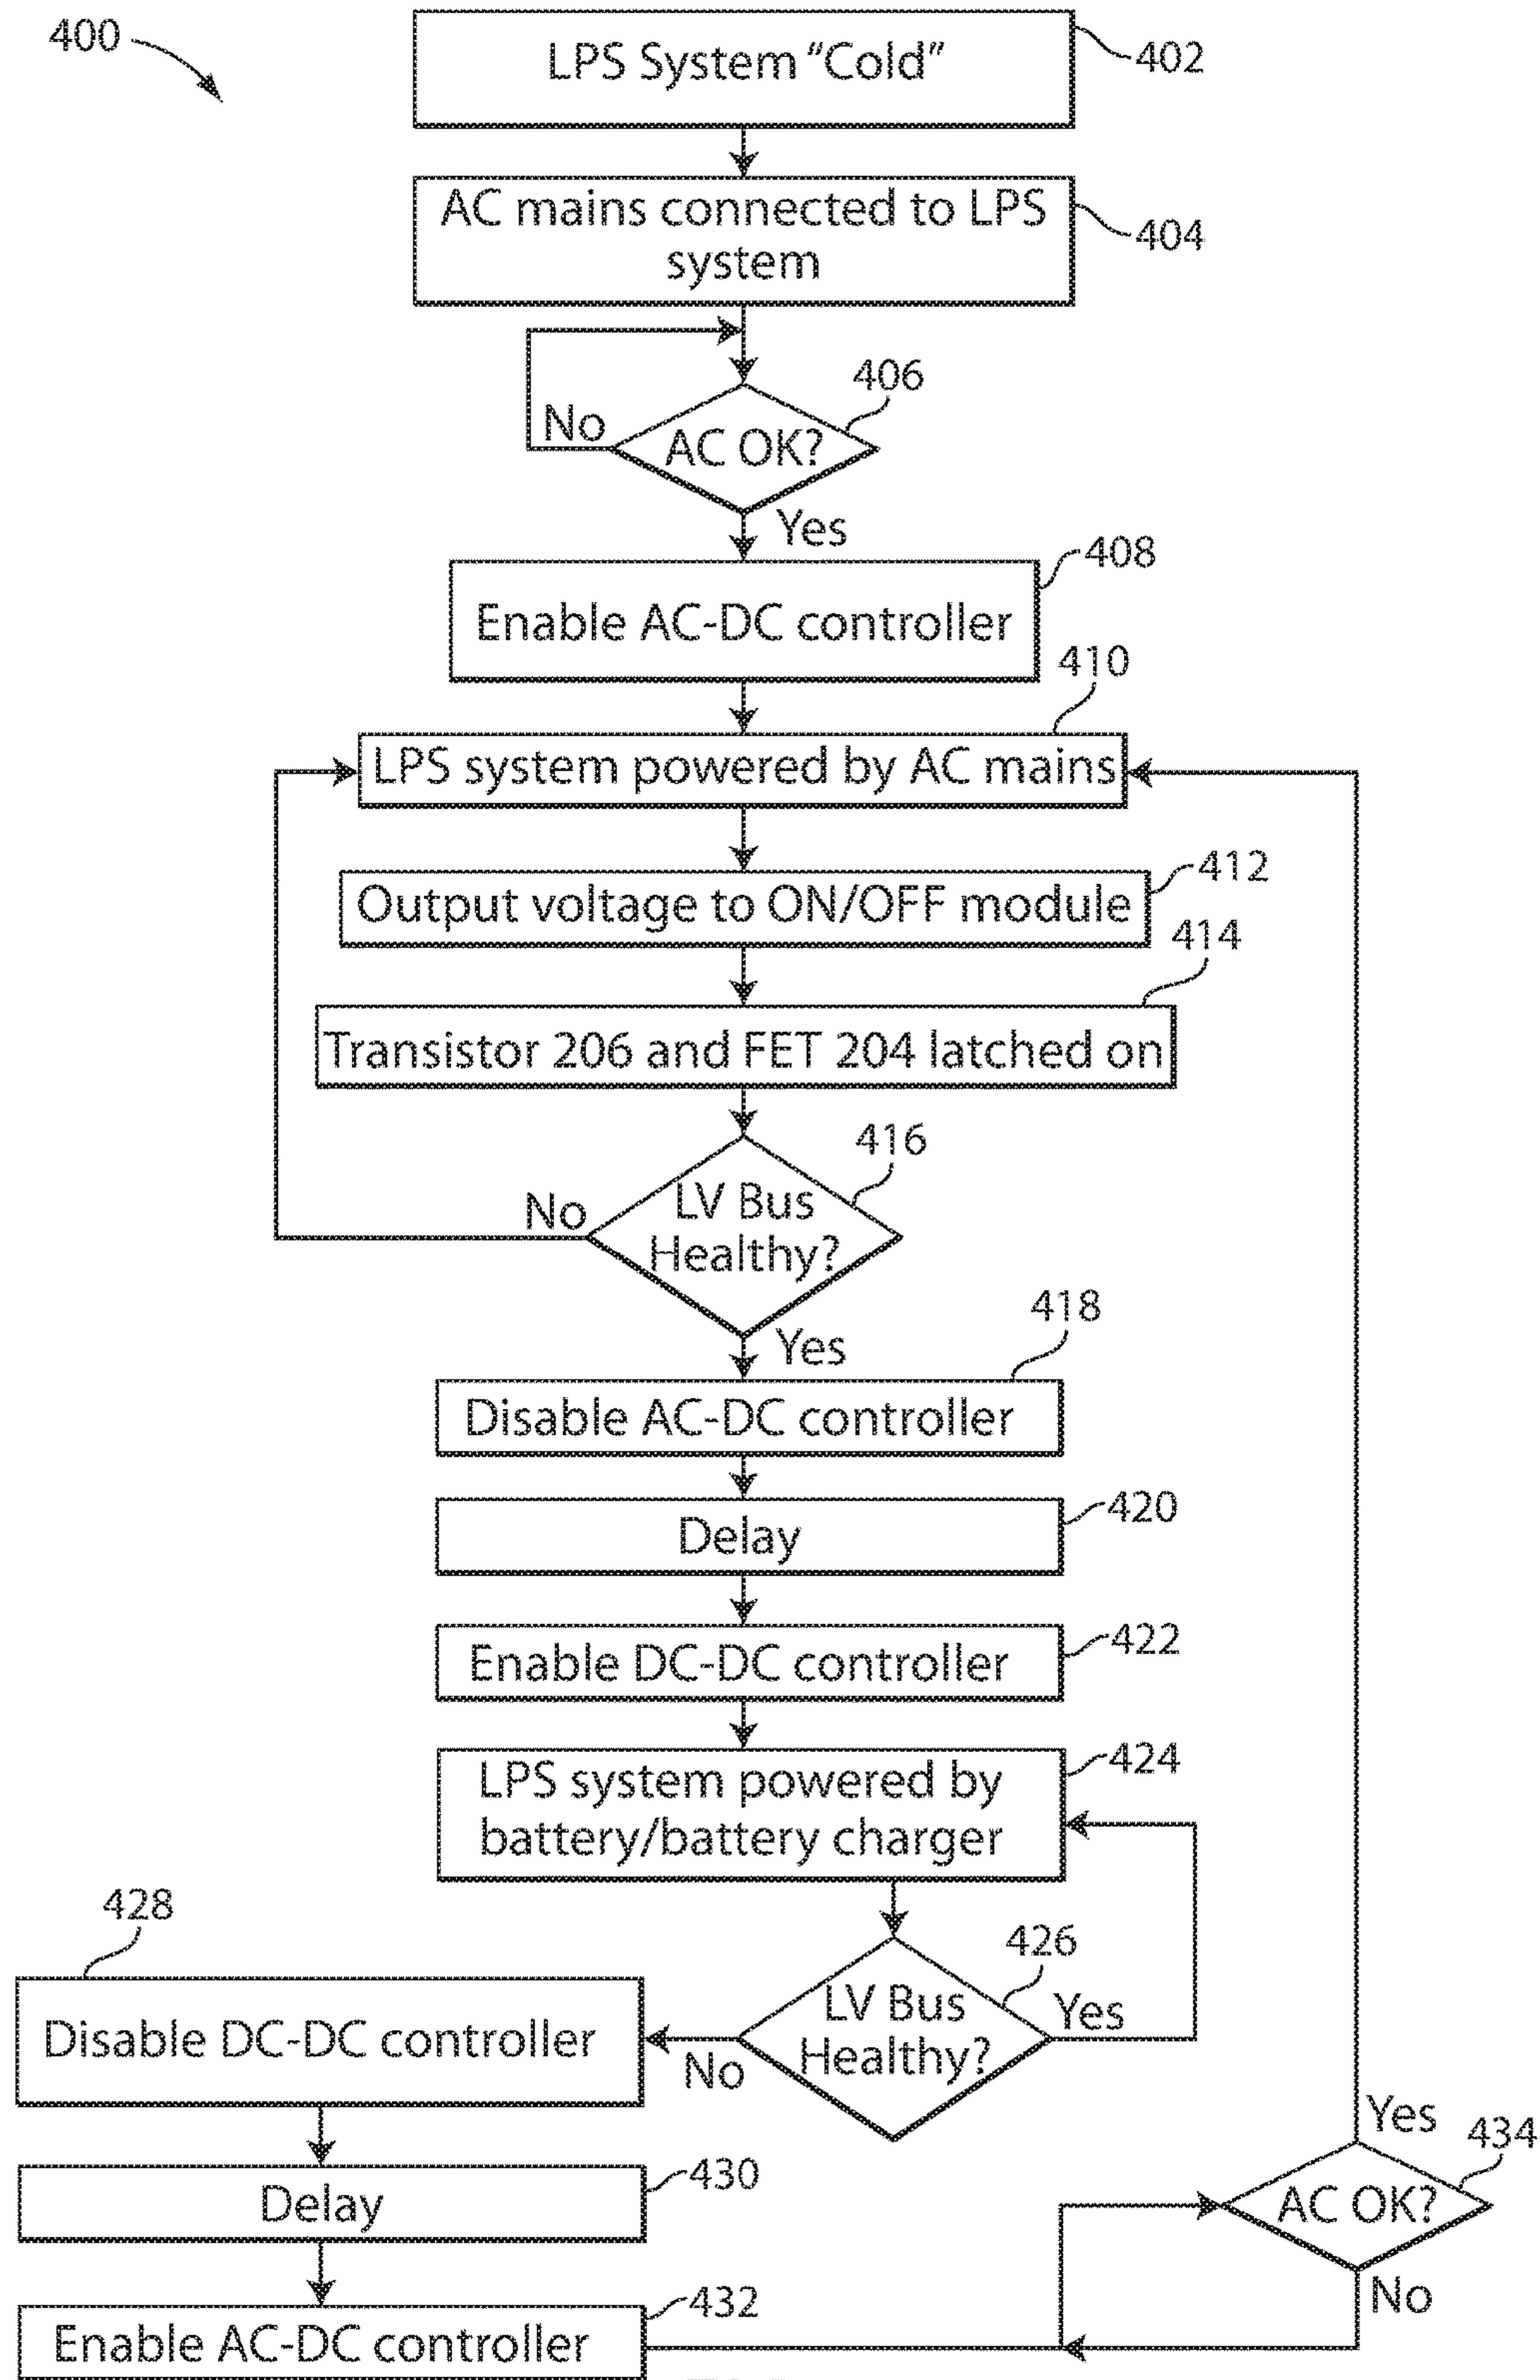 400
LPS System “Cold”
402
AC mains connected to LPS
system
404
406
No
AC OK?
Yes
408
Enable AC-DC controller
410
LPS system powered by AC mains
412
Output voltage to ON/OFF module
414
Transistor 206 and FET 204 latched on
416
No
LV Bus
Healthy?
Yes
418
Disable AC-DC controller
420
Delay
422
Enable DC-DC controller
424
LPS system powered by
battery/battery charger
428
426
LV Bus
Healthy?
Yes
No
Disable DC-DC controller
Yes
434
430
Delay
AC OK?
No
432
Enable AC-DC controller